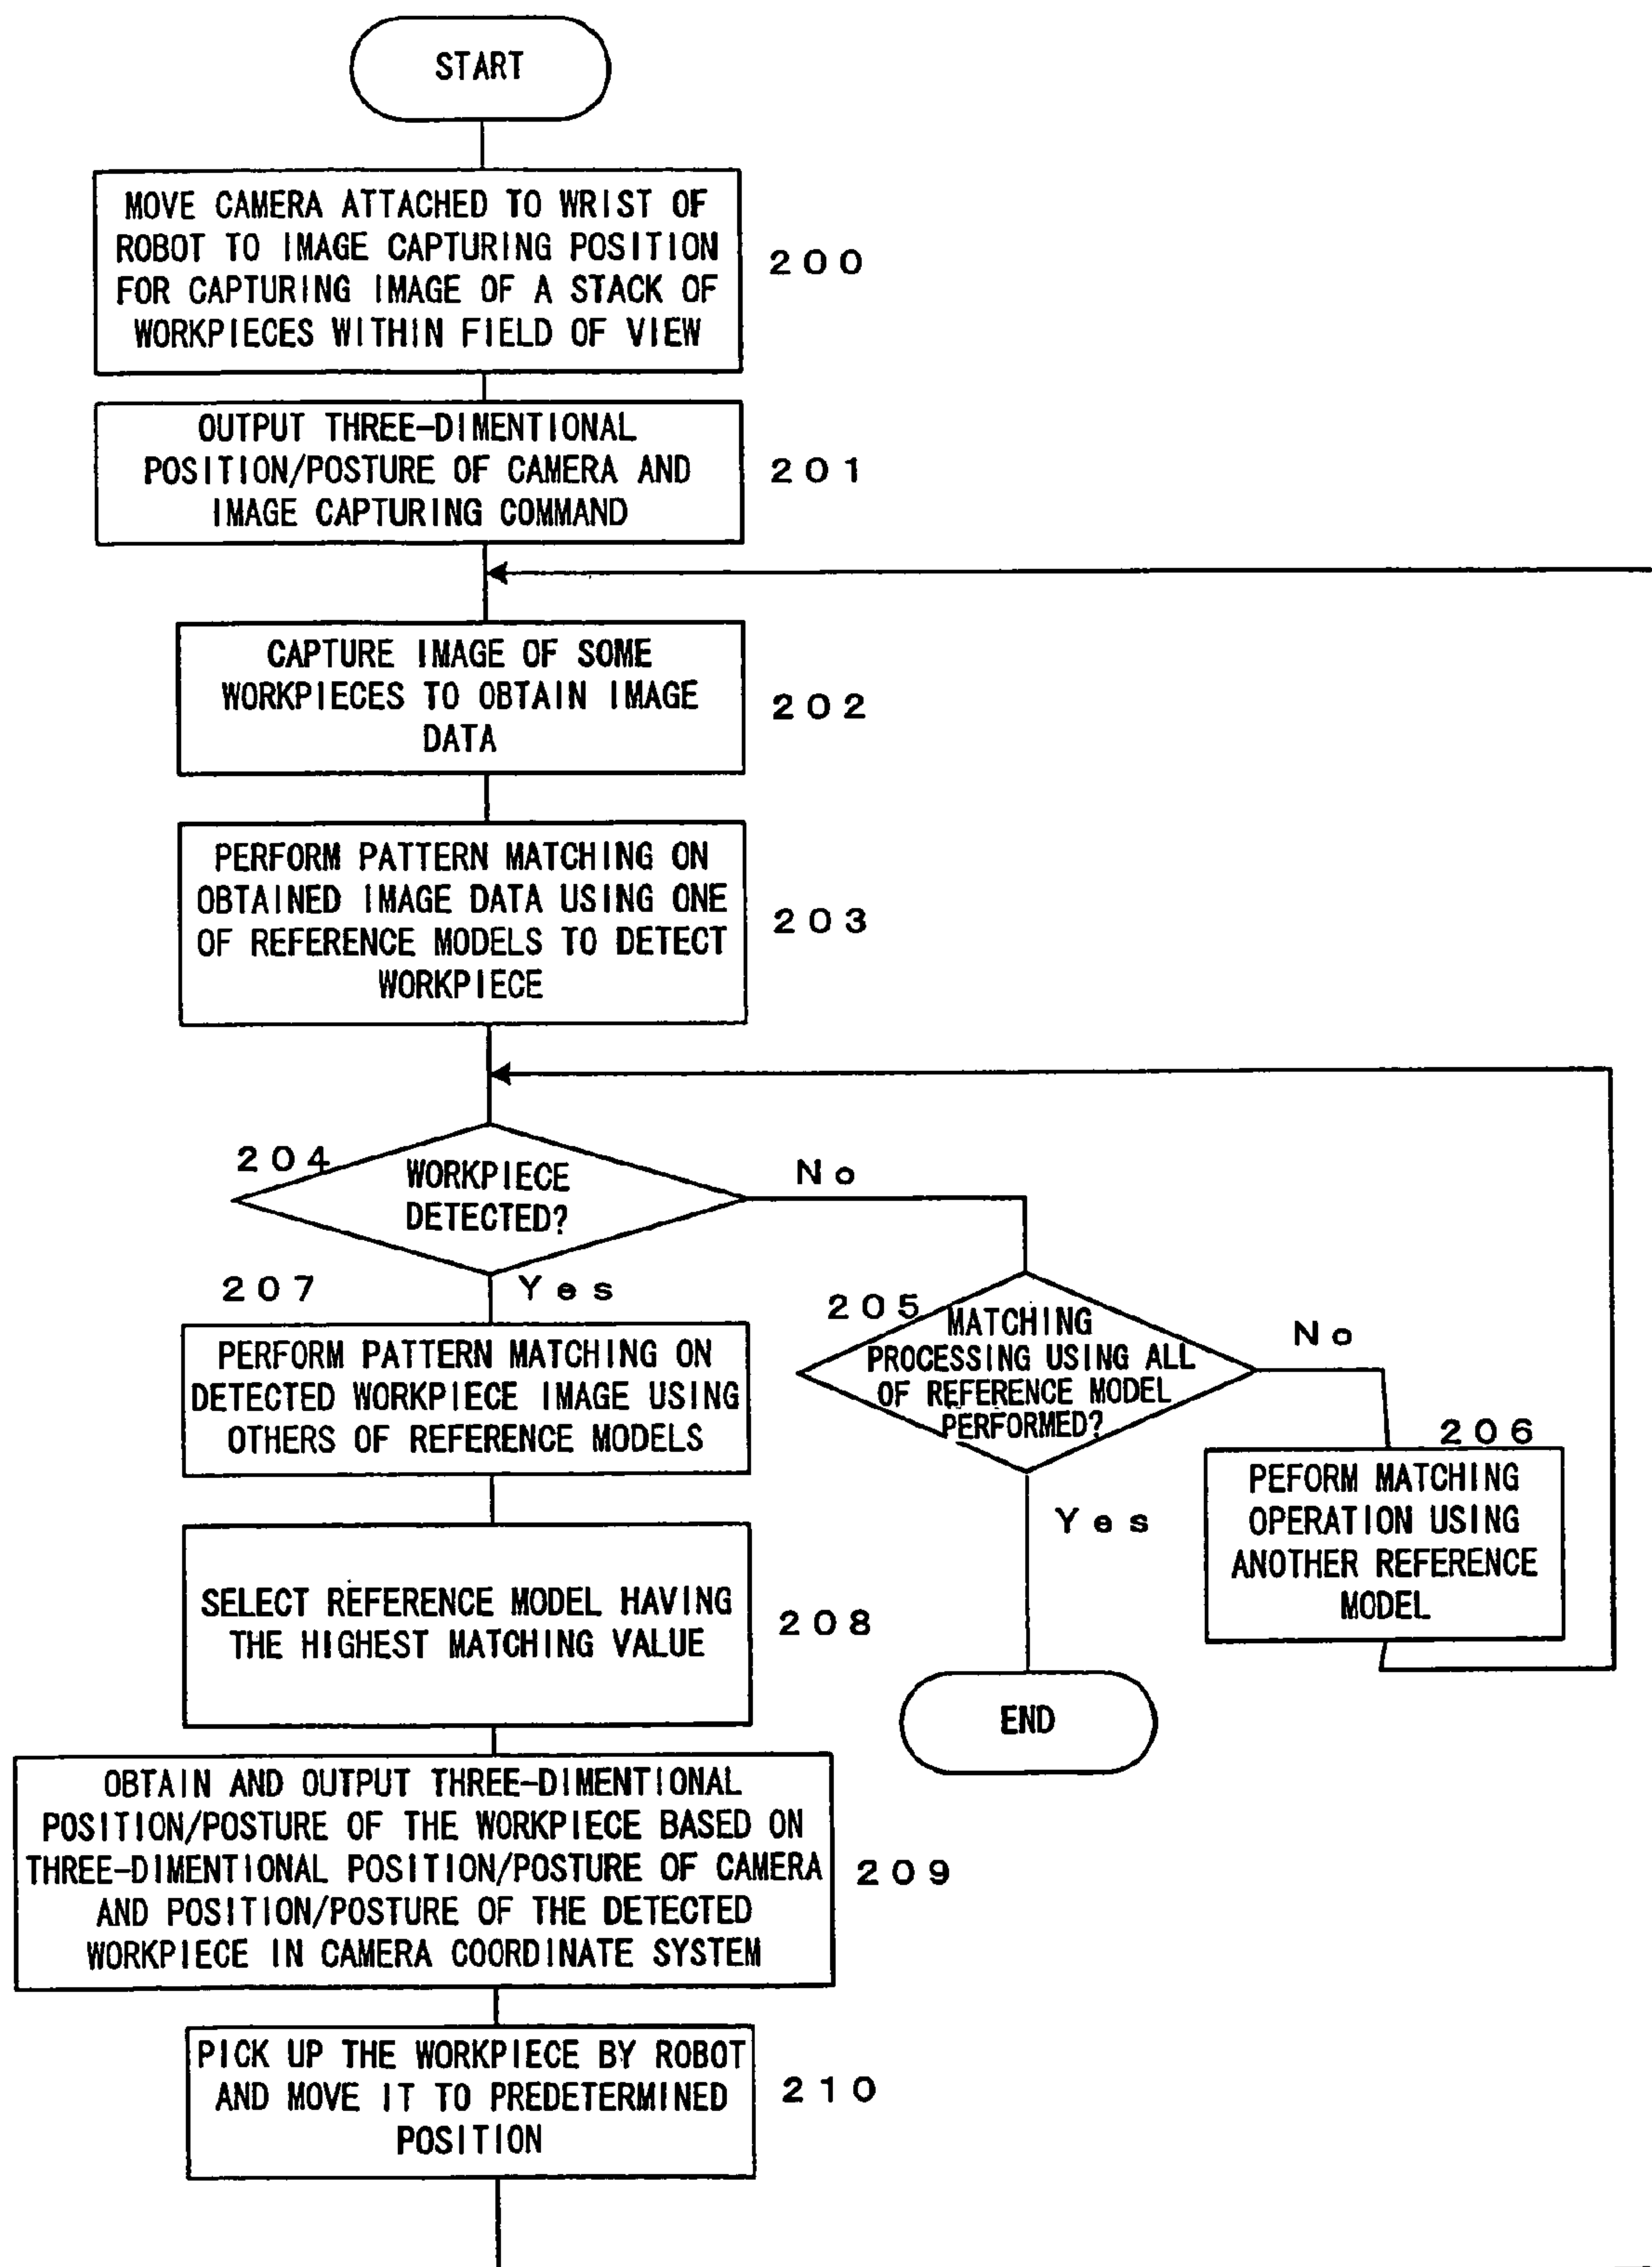 START
MOVE CAMERA ATTACHED TO WRIST OF
ROBOT TO IMAGE CAPTURING POSITION
FOR CAPTURING IMAGE OF A STACK OF
WORKPIECES WITHIN FIELD OF VIEW
200
OUTPUT THREE-DIMENTIONAL
POSITION/POSTURE OF CAMERA AND
IMAGE CAPTURING COMMAND
201
CAPTURE IMAGE OF SOME
WORKPIECES TO OBTAIN IMAGE
DATA
202
PERFORM PATTERN MATCHING ON
OBTAINED IMAGE DATA USING ONE
OF REFERENCE MODELS TO DETECT
WORKPIECE
203
204
WORKPIECE
DETECTED?
No
Yes
205
MATCHING
PROCESSING USING ALL
OF REFERENCE MODEL
PERFORMED?
No
Yes
206
PEFORM MATCHING
OPERATION USING
ANOTHER REFERENCE
MODEL
END
207
PERFORM PATTERN MATCHING ON
DETECTED WORKPIECE IMAGE USING
OTHERS OF REFERENCE MODELS
SELECT REFERENCE MODEL HAVING
THE HIGHEST MATCHING VALUE
208
OBTAIN AND OUTPUT THREE-DIMENTIONAL
POSITION/POSTURE OF THE WORKPIECE BASED ON
THREE-DIMENTIONAL POSITION/POSTURE OF CAMERA
AND POSITION/POSTURE OF THE DETECTED
WORKPIECE IN CAMERA COORDINATE SYSTEM
209
PICK UP THE WORKPIECE BY ROBOT
AND MOVE IT TO PREDETERMINED
POSITION
210